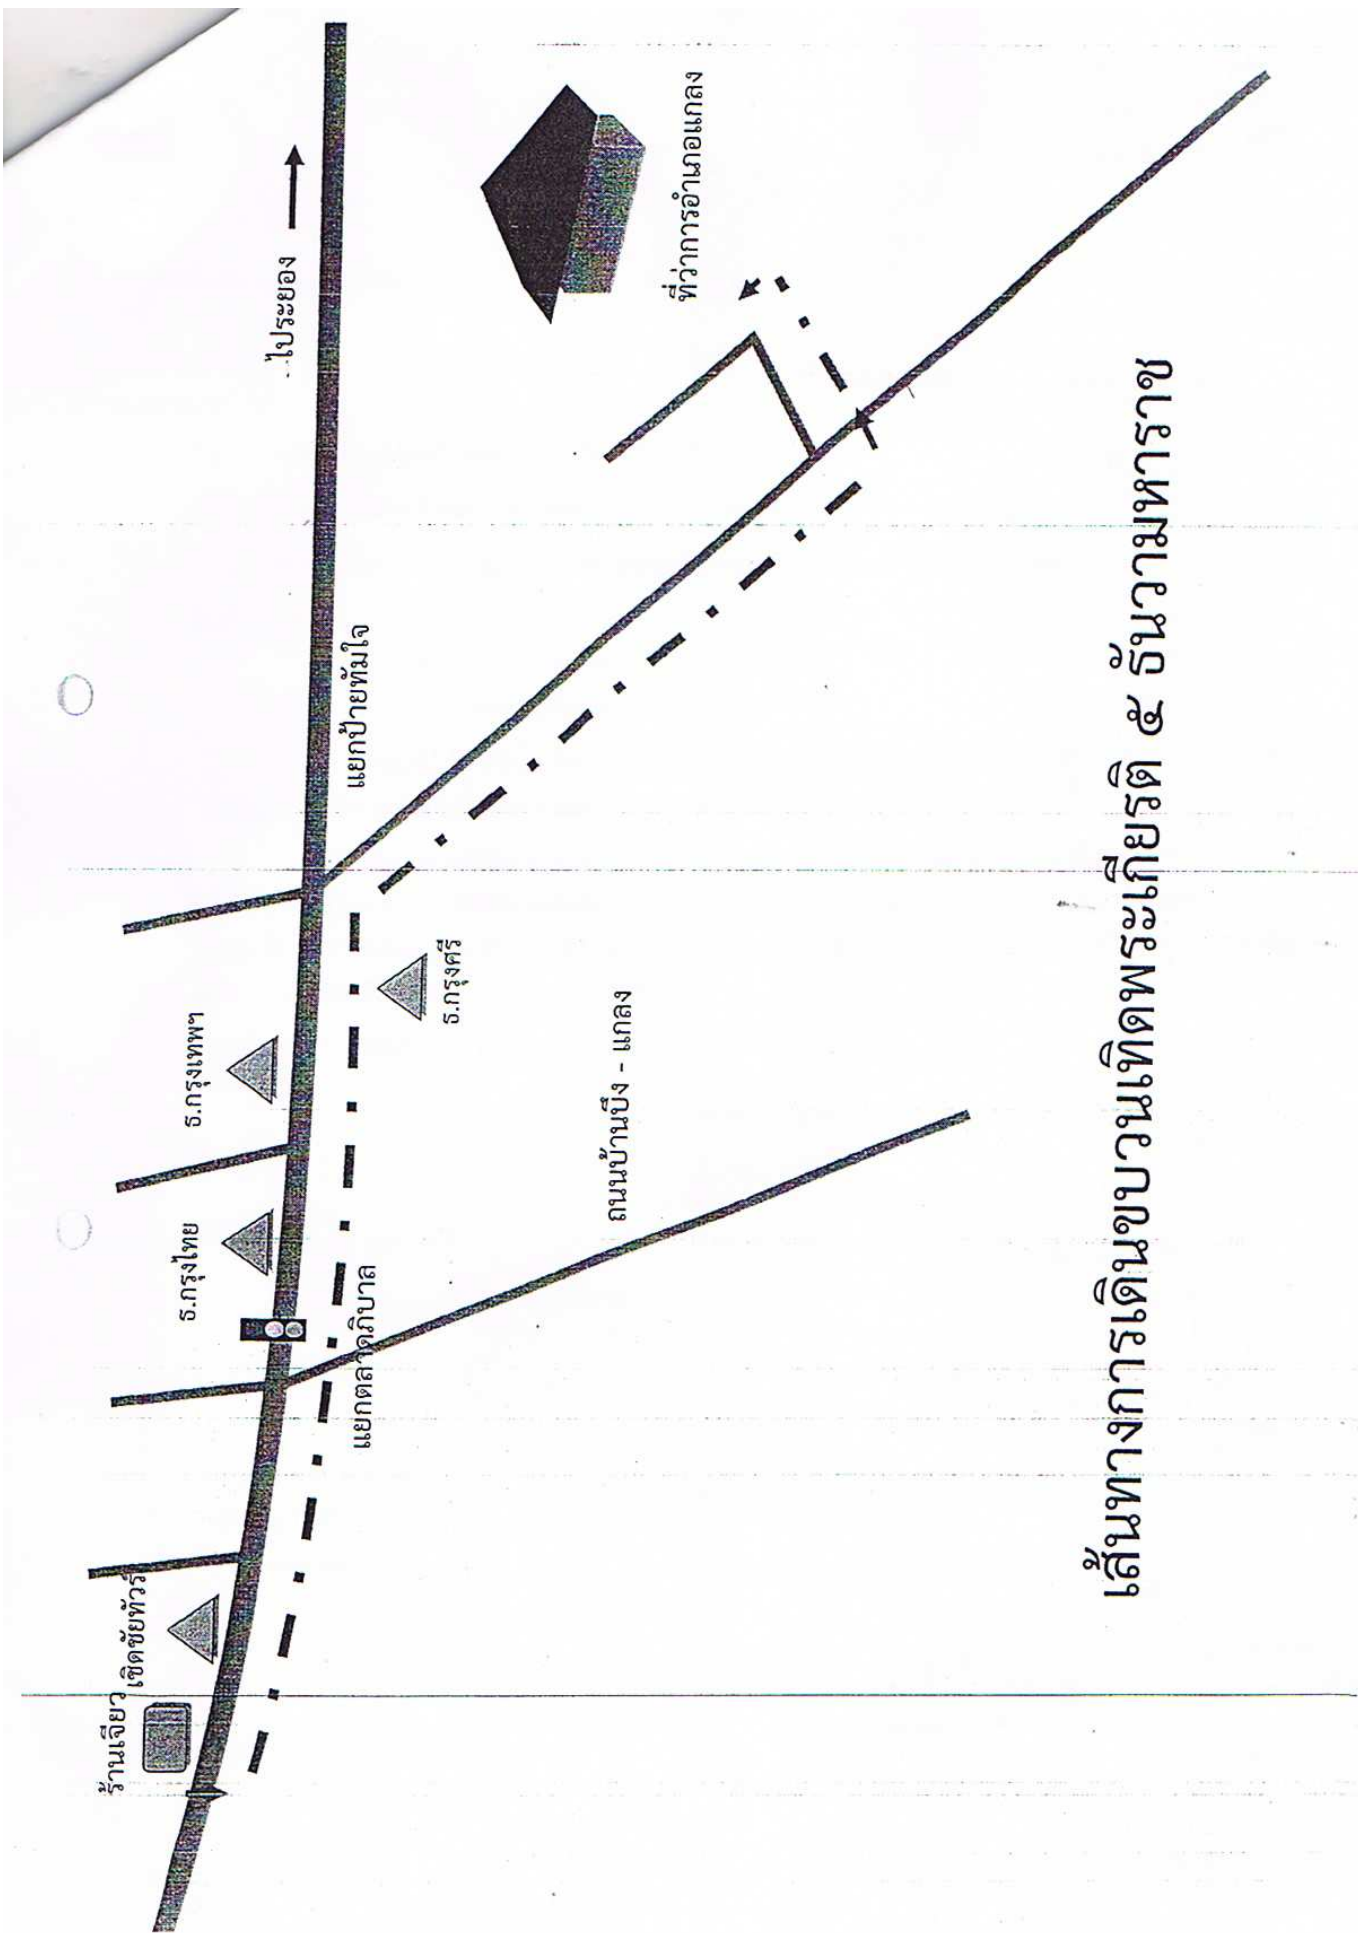 ร้านเจียว
เชิดชัยทัวร์
ธ.กรุงไทย
ธ.กรุงเทพฯ
ไประยอง
แยกตลาดภิบาล
ธ.กรุงศรี
แยกป้ายทันใจ
ถนนบ้านบึง - แกลง
ที่ว่าการอำเภอแกลง
เส้นทางการเดินขบวนเทิดพระเกียรติ ๕ ธันวามหาราช